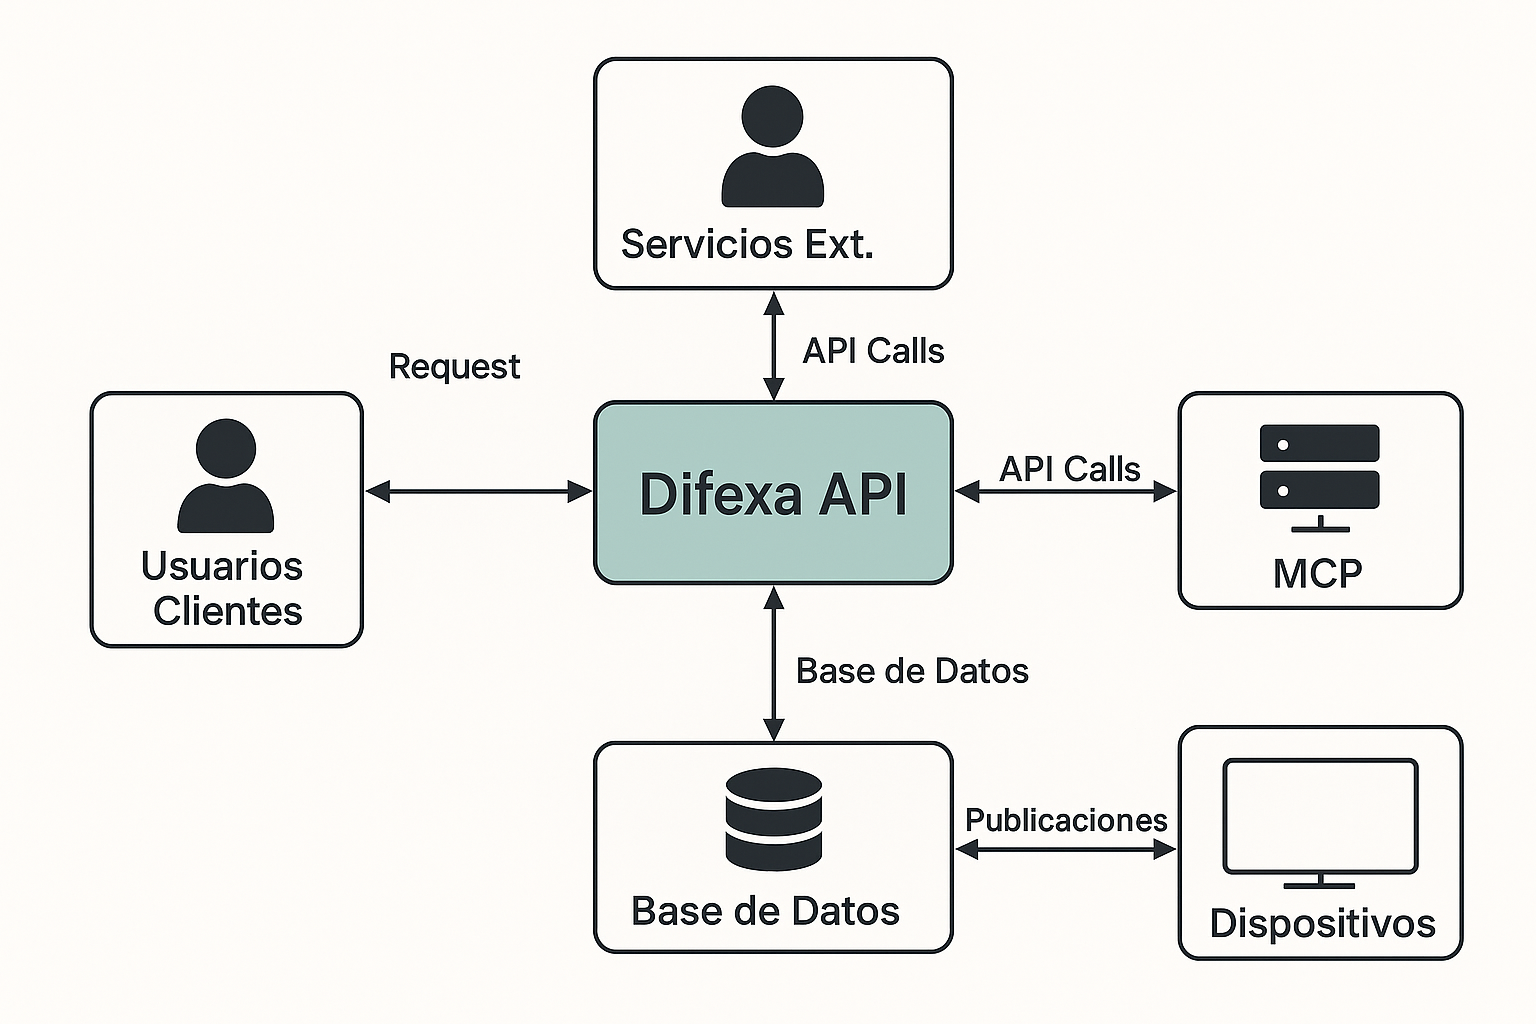 Servicios Ext.
API Calls
Request
Usuarios
Clientes
Difexa API
API Calls
MCP
Base de Datos
Base de Datos
Publicaciones
Dispositivos